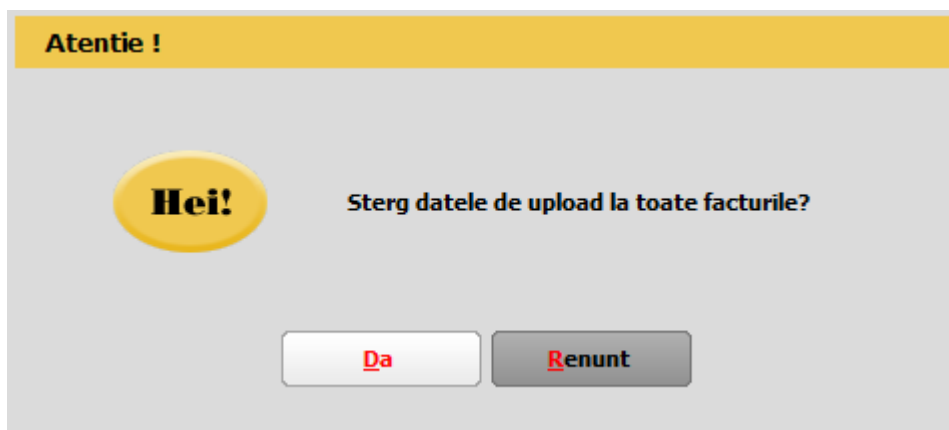 Atentie !
Hei!
Sterg datele de upload la toate facturile?
Da
Renunt